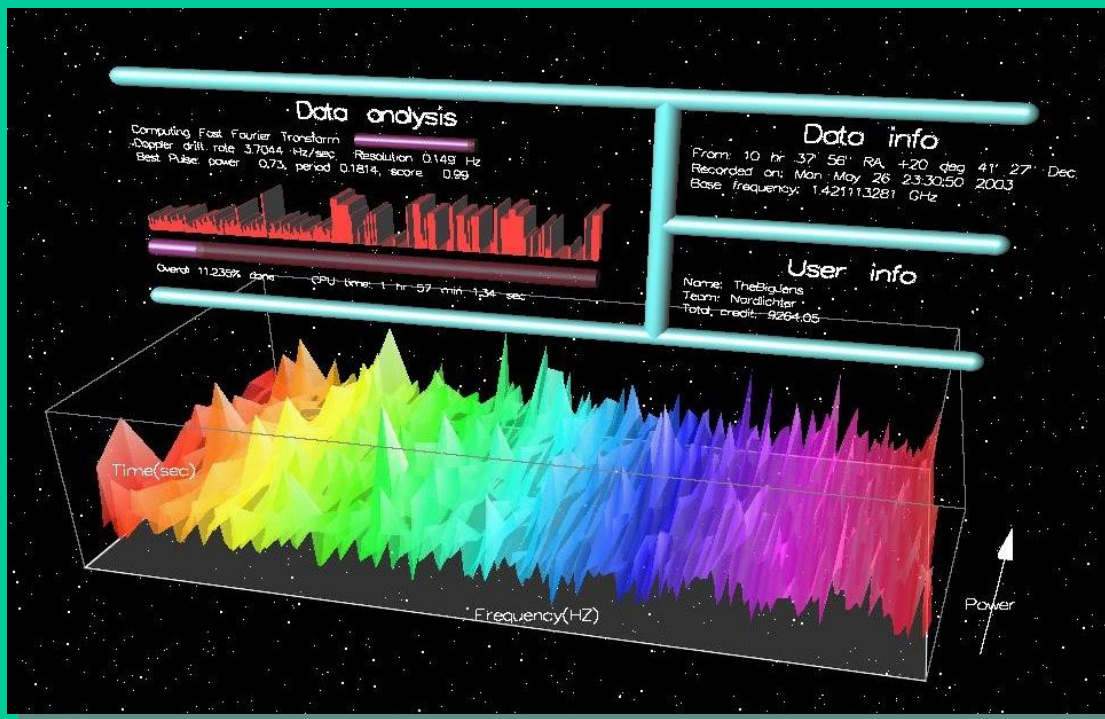 Data analysis
Computing Fast Fourier Transform
Doppler drift rate 3.7044 Hz/sec Resolution 0.149 Hz
Best Pulse: power 0.73, period 0.1814, score 0.99
Overall 11.235% done CPU time: 1 hr 57 min 1.34 sec
Data info
From: 10 hr 37' 56" RA, +20 deg 41' 27" Dec
Recorded on: Mon May 26 23:30:50 2003
Base frequency: 1.421113281 GHz
User info
Name: TheBigJens
Team: Nordlichter
Total credit: 9264.05
Time(sec)
Frequency(HZ)
Power